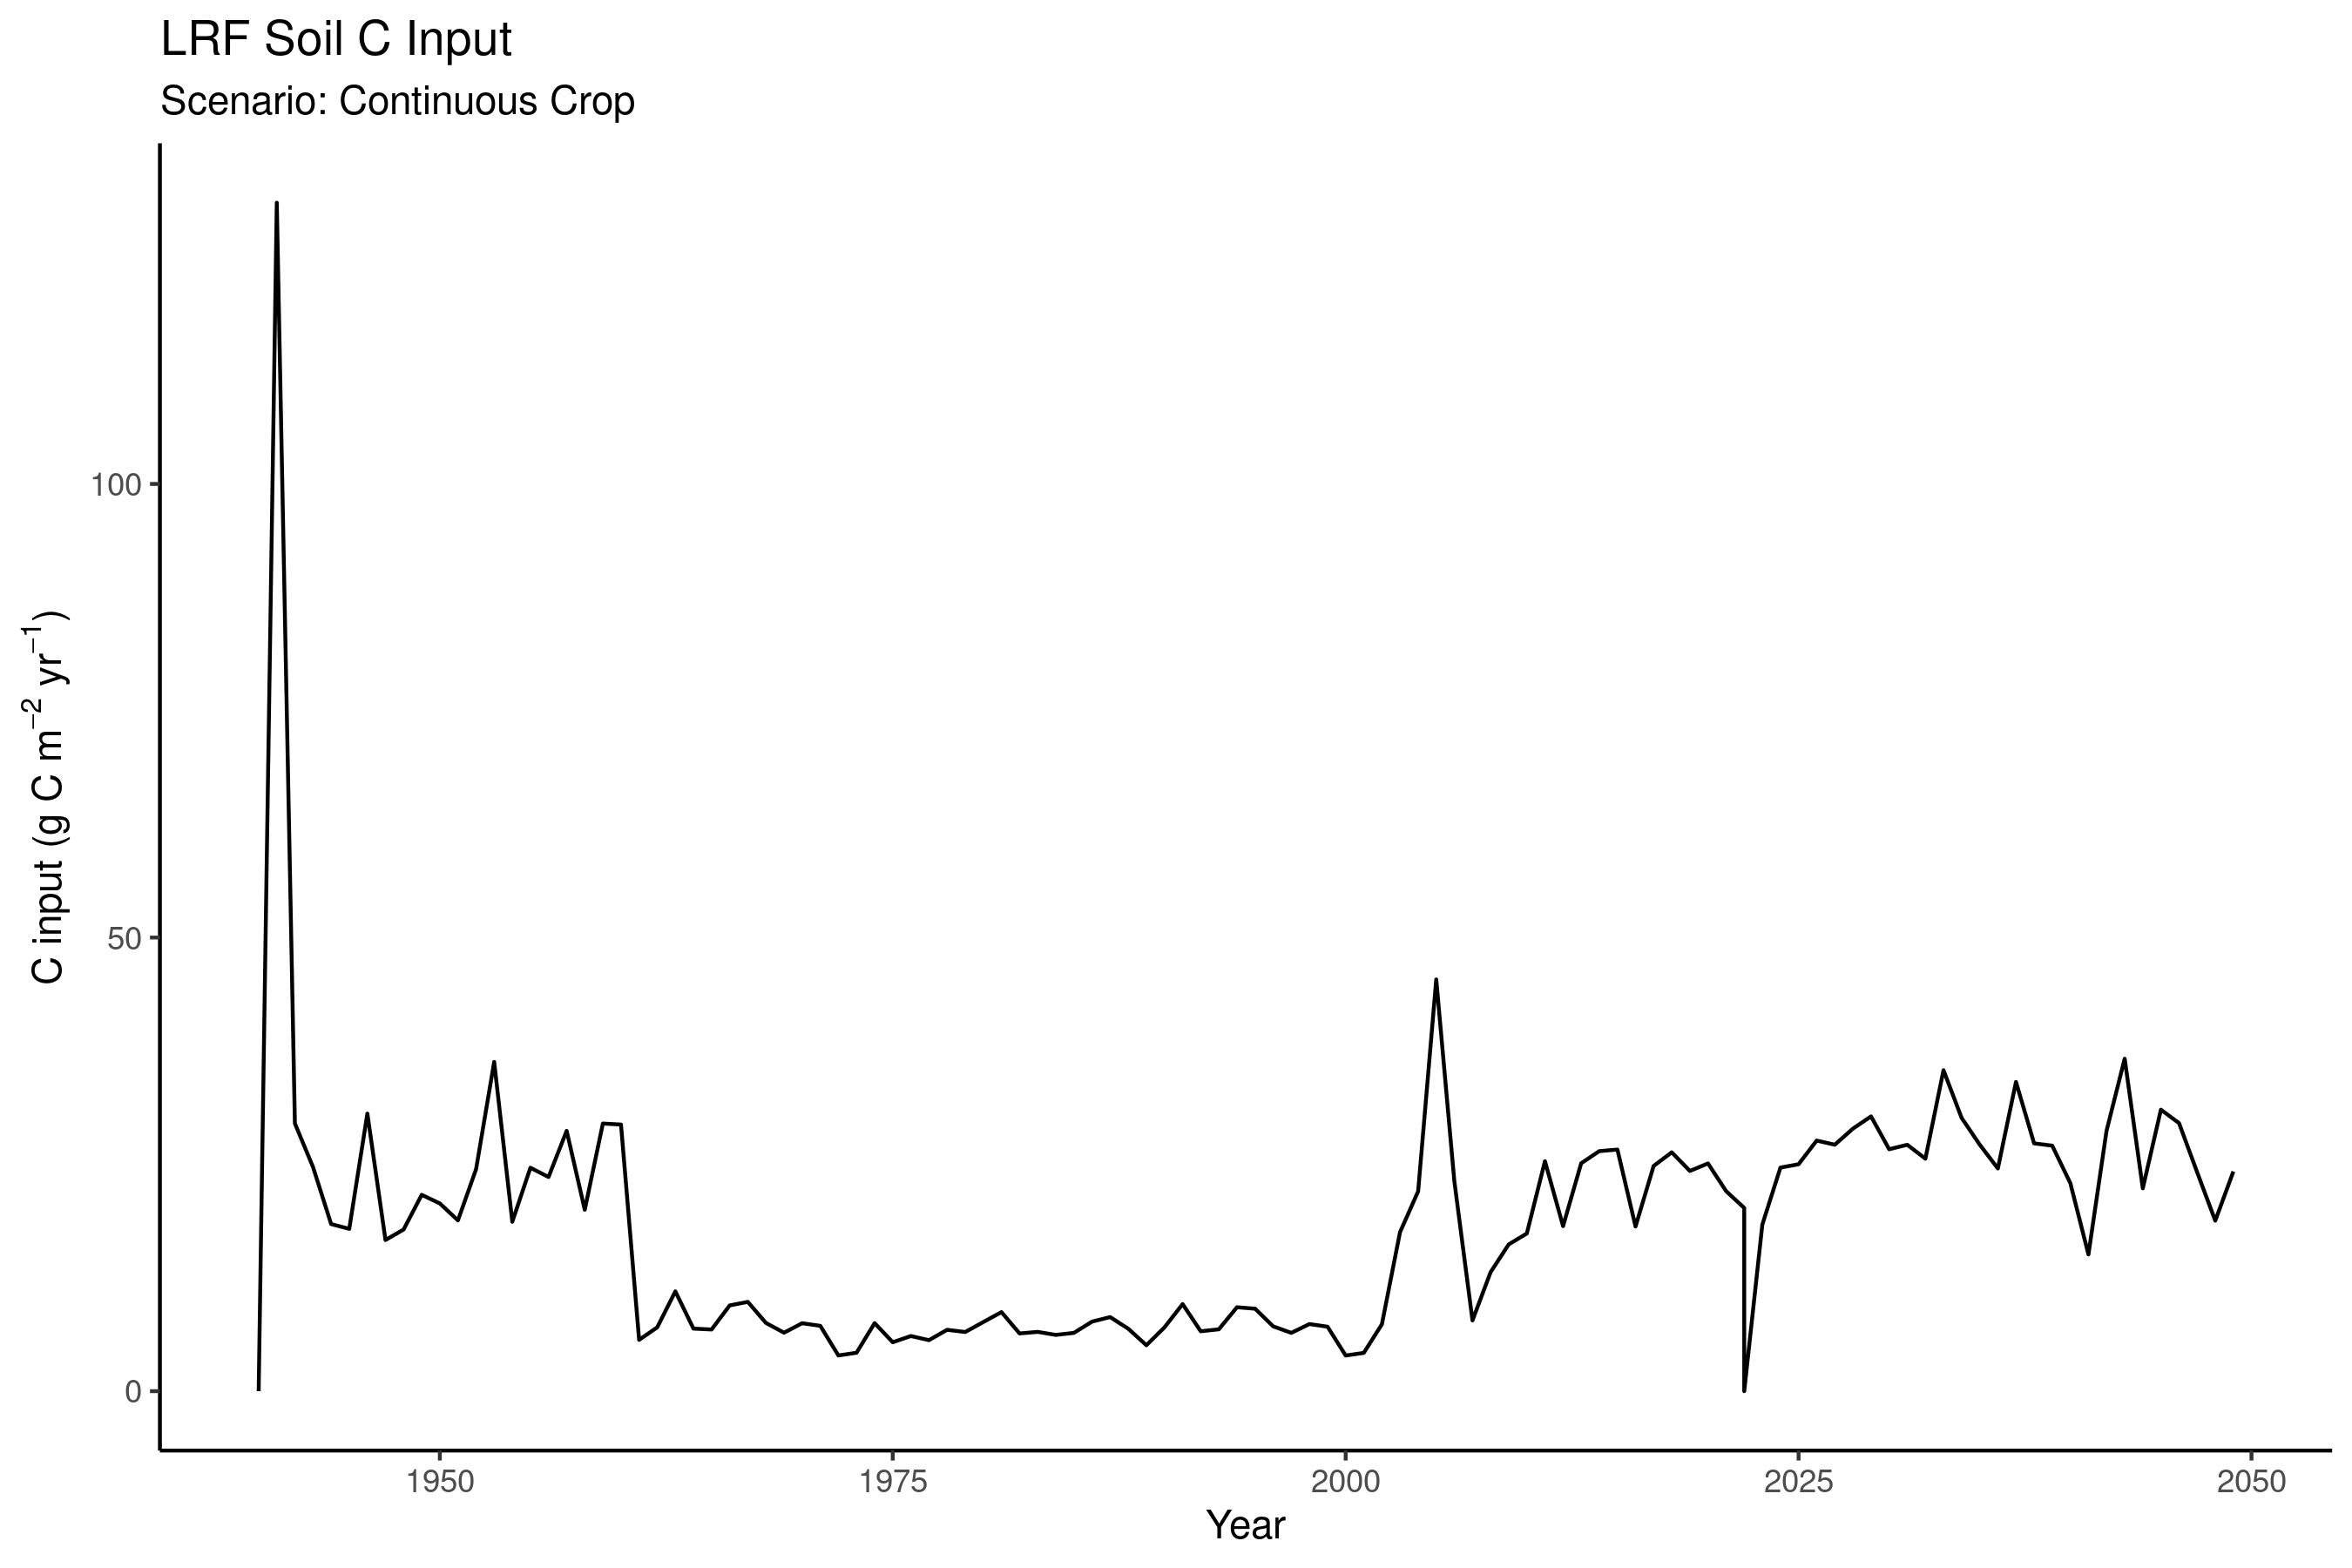 LRF Soil C Input
Scenario: Continuous Crop
C input (g C m⁻² yr⁻¹)
100
50
0
1950
1975
2000
2025
2050
Year